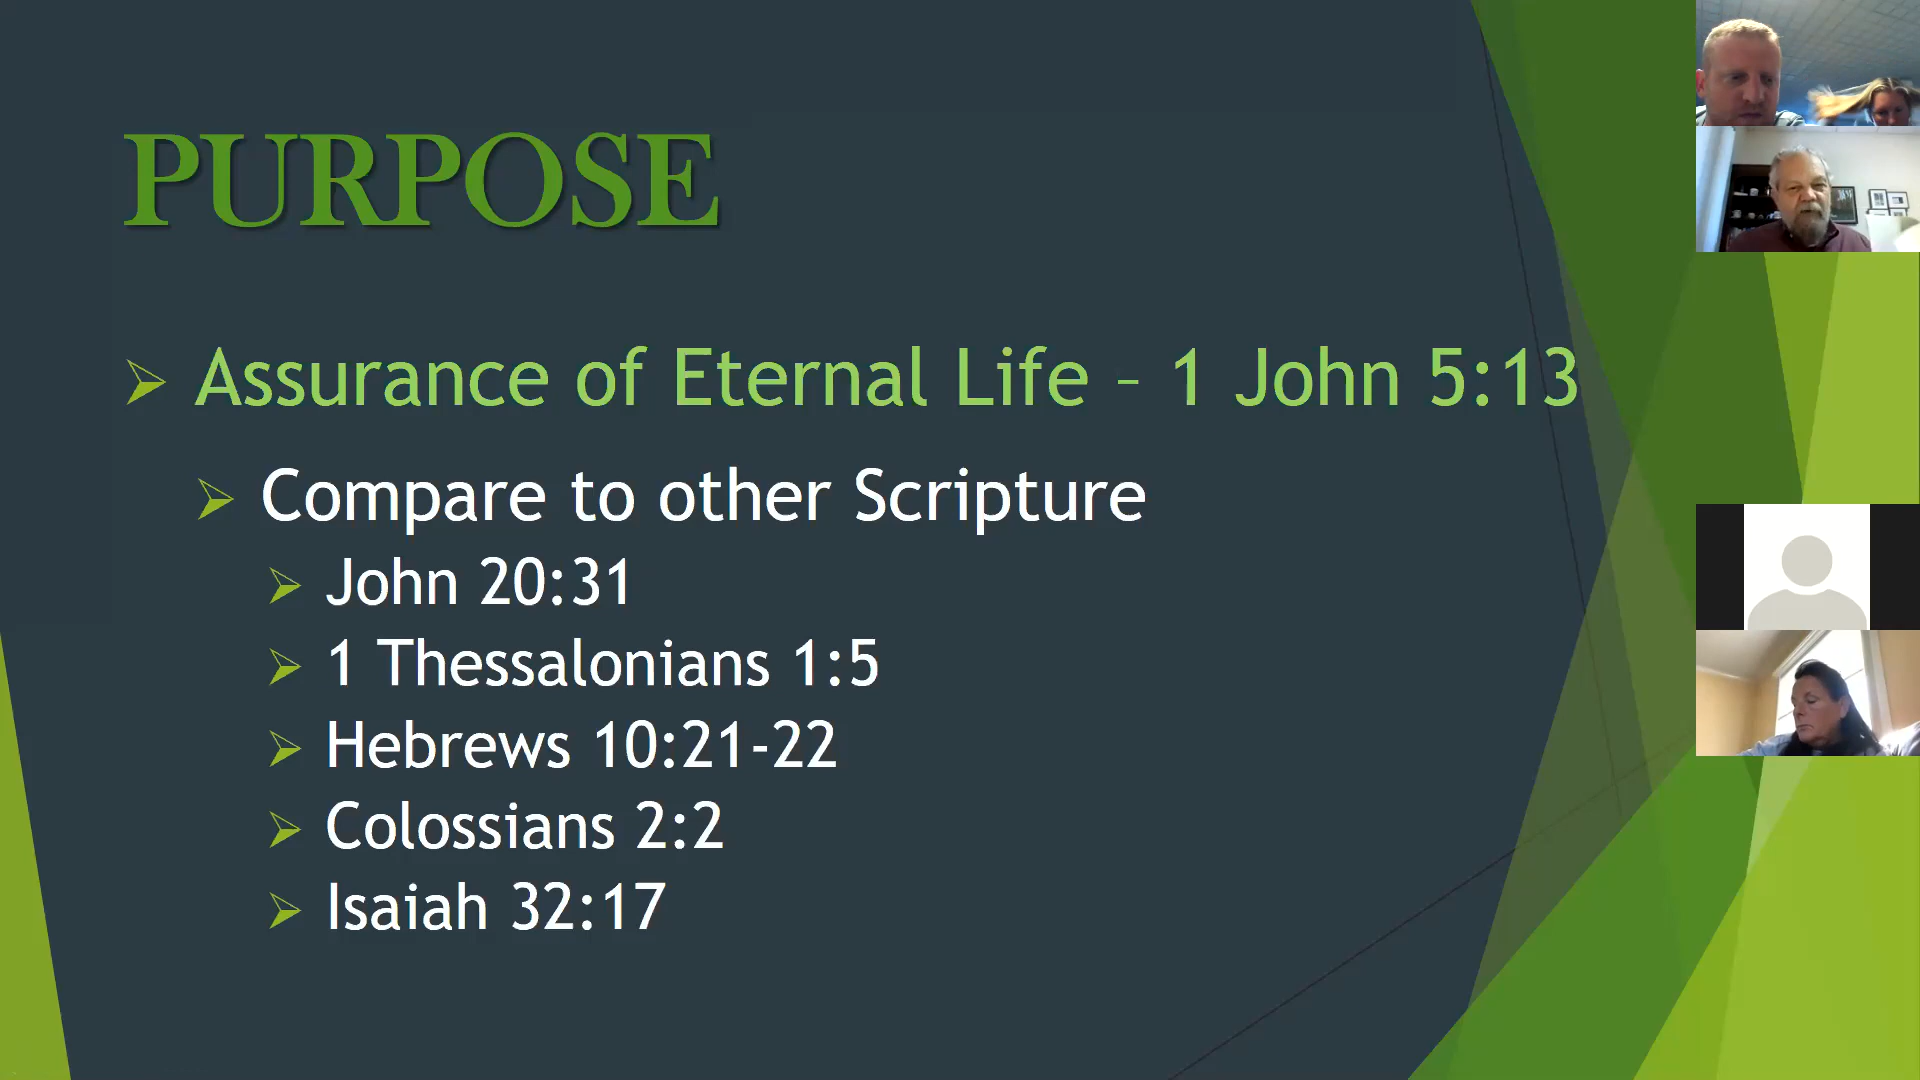 PURPOSE
Assurance of Eternal Life – 1 John 5:13
Compare to other Scripture
John 20:31
1 Thessalonians 1:5
Hebrews 10:21-22
Colossians 2:2
Isaiah 32:17